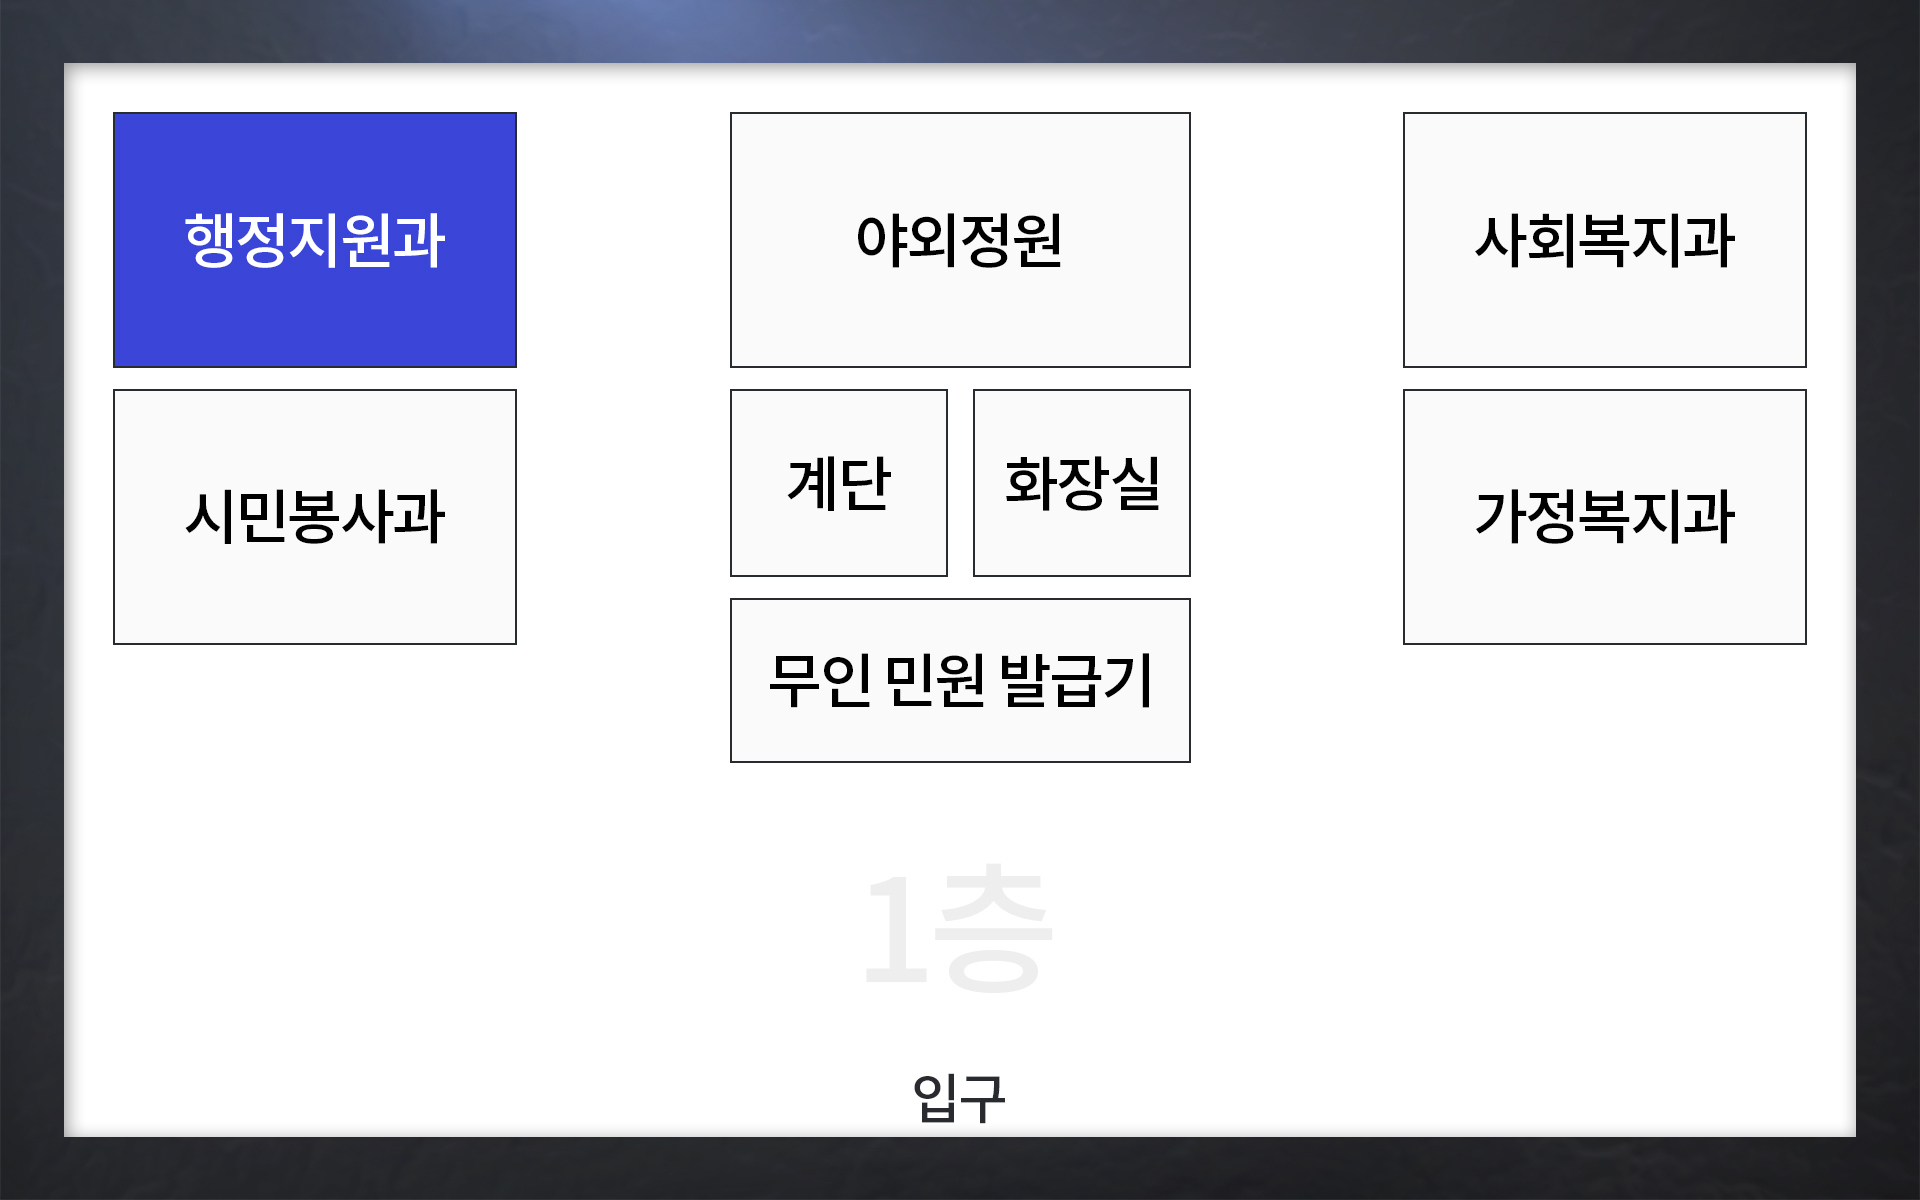 행정지원과
야외정원
사회복지과
시민봉사과
계단
화장실
가정복지과
무인 민원 발급기
1층
입구